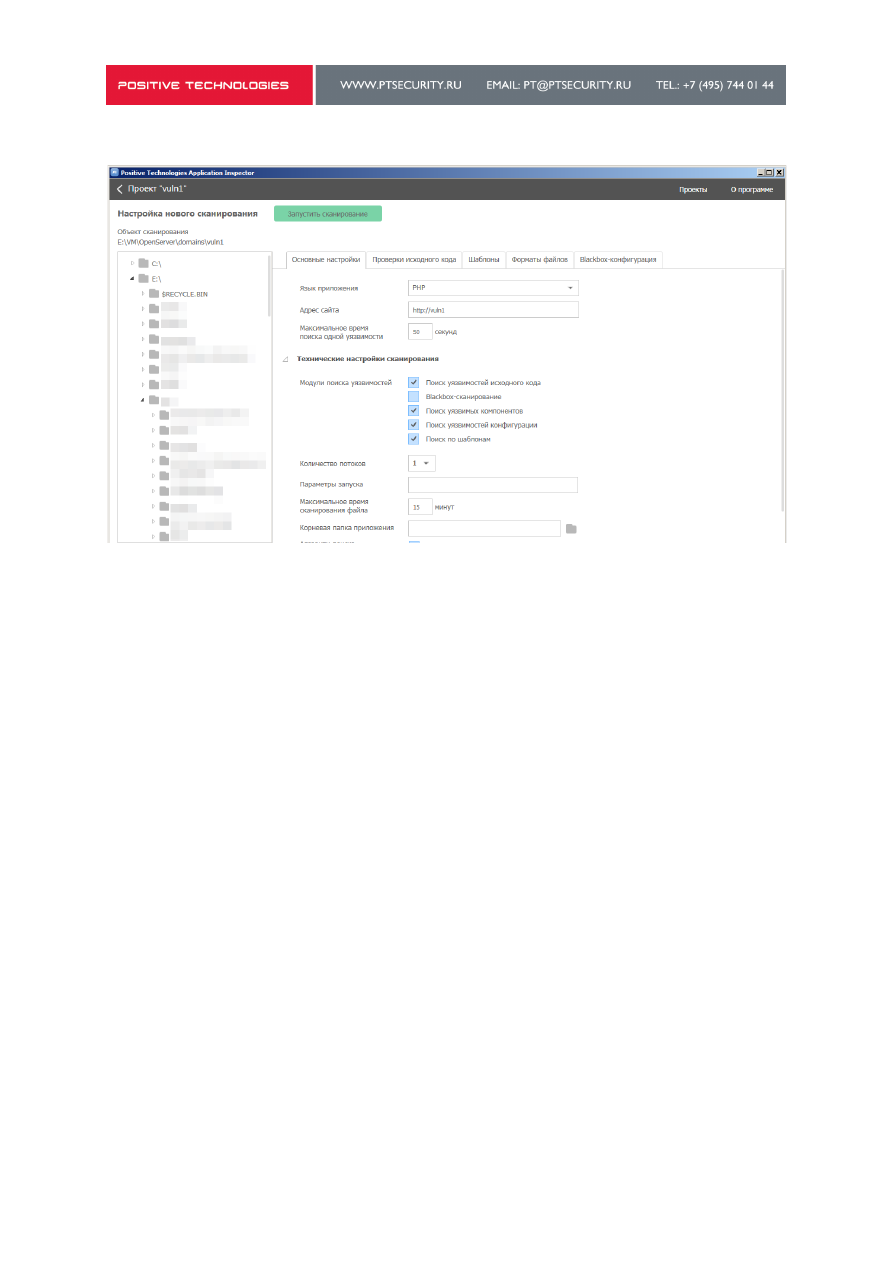 POSITIVE TECHNOLOGIES
WWW.PTSECURITY.RU EMAIL: PT@PTSECURITY.RU TEL.: +7 (495) 744 01 44
Positive Technologies Application Inspector
Проект "vuln1"
Проекты О программе
Настройка нового сканирования
Запустить сканирование
Объект сканирования
E:\VM\OpenServer\domains\vuln1
C:\
E:\
$RECYCLE.BIN
Основные настройки Проверки исходного кода Шаблоны Форматы файлов Blackbox-конфигурация
Язык приложения PHP
Адрес сайта http://vuln1
Максимальное время
поиска одной уязвимости 50 секунд
Технические настройки сканирования
Модули поиска уязвимостей Поиск уязвимостей исходного кода
Blackbox-сканирование
Поиск уязвимых компонентов
Поиск уязвимостей конфигурации
Поиск по шаблонам
Количество потоков 1
Параметры запуска
Максимальное время
сканирования файла 15 минут
Корневая папка приложения